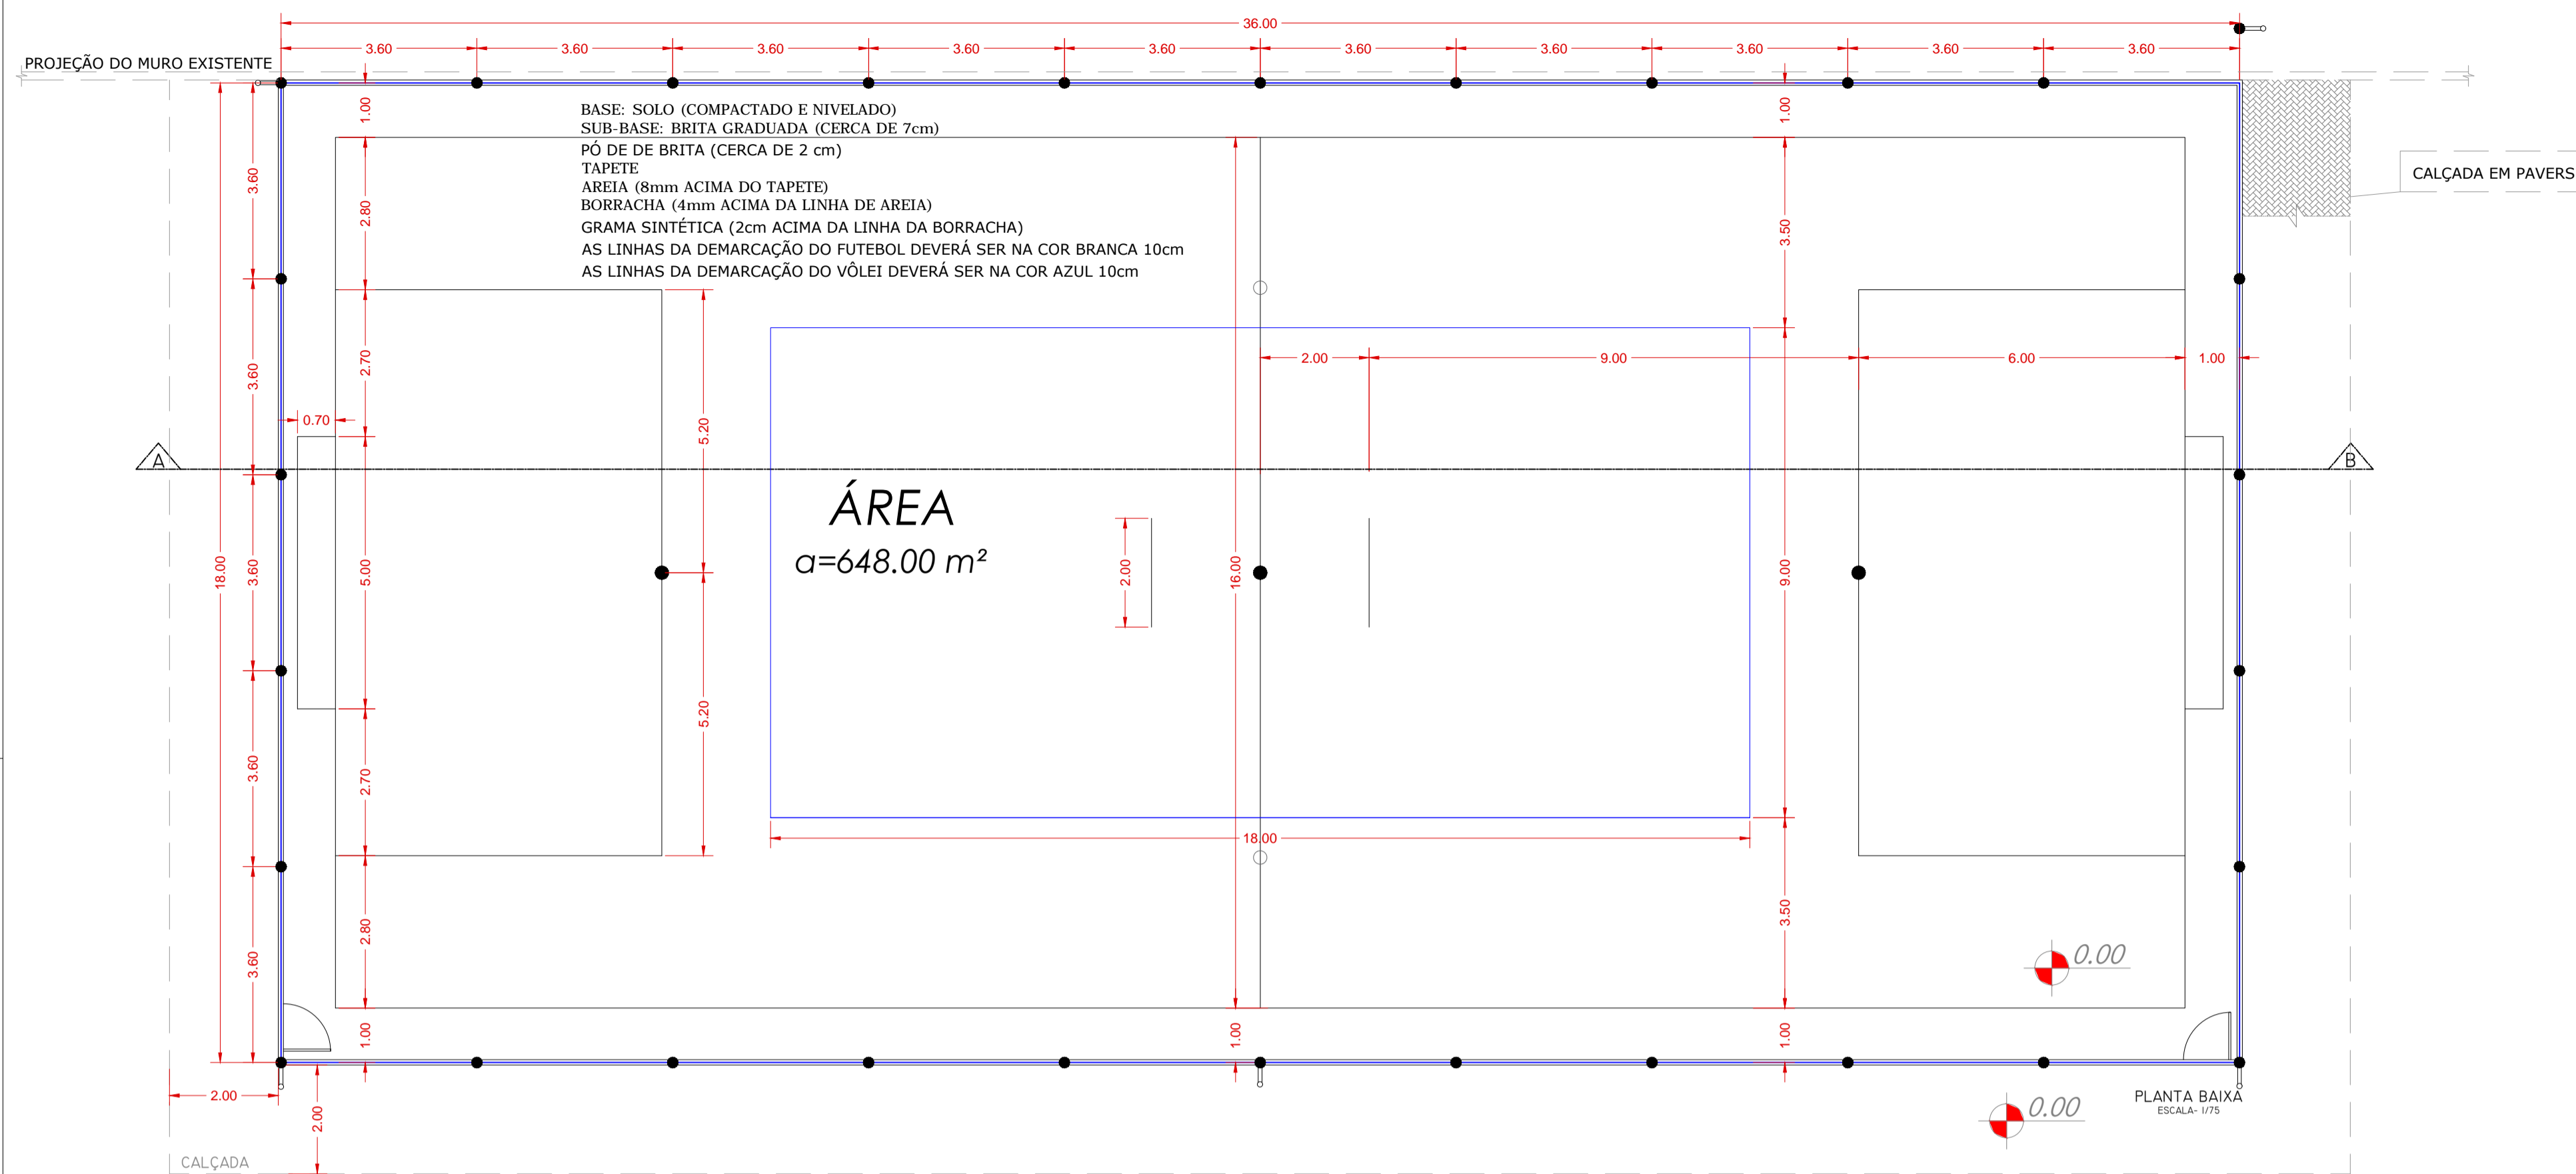 36.00
3.60 3.60 3.60 3.60 3.60 3.60 3.60 3.60 3.60 3.60
PROJEÇÃO DO MURO EXISTENTE
1.00
1.00
BASE: SOLO (COMPACTADO E NIVELADO)
SUB-BASE: BRITA GRADUADA (CERCA DE 7cm)
PÓ DE DE BRITA (CERCA DE 2 cm)
TAPETE
AREIA (8mm ACIMA DO TAPETE)
BORRACHA (4mm ACIMA DA LINHA DE AREIA)
GRAMA SINTÉTICA (2cm ACIMA DA LINHA DA BORRACHA)
AS LINHAS DA DEMARCAÇÃO DO FUTEBOL DEVERÁ SER NA COR BRANCA 10cm
AS LINHAS DA DEMARCAÇÃO DO VÔLEI DEVERÁ SER NA COR AZUL 10cm
CALÇADA EM PAVERS
3.60
2.80
3.50
2.00 9.00 6.00 1.00
3.60
2.70
0.70
5.20
A
B
ÁREA
a=648.00 m²
18.00
3.60
5.00
2.00
16.00
9.00
5.20
3.60
2.70
18.00
3.60
2.80
3.50
0.00
1.00
1.00
1.00
2.00
2.00
0.00
PLANTA BAIXA
ESCALA- 1/75
CALÇADA